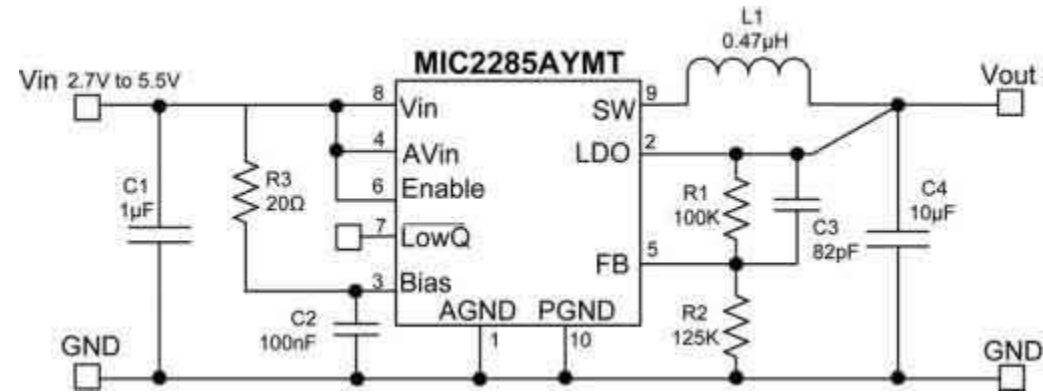 L1
0.47µH
MIC2285AYMT
Vin 2.7V to 5.5V
Vout
8
Vin
SW
9
4
AVin
LDO
2
6
Enable
7
LowQ
R3
20Ω
C1
1µF
R1
100K
C3
82pF
C4
10µF
FB
5
3
Bias
AGND
PGND
C2
100nF
1
10
R2
125K
GND
GND